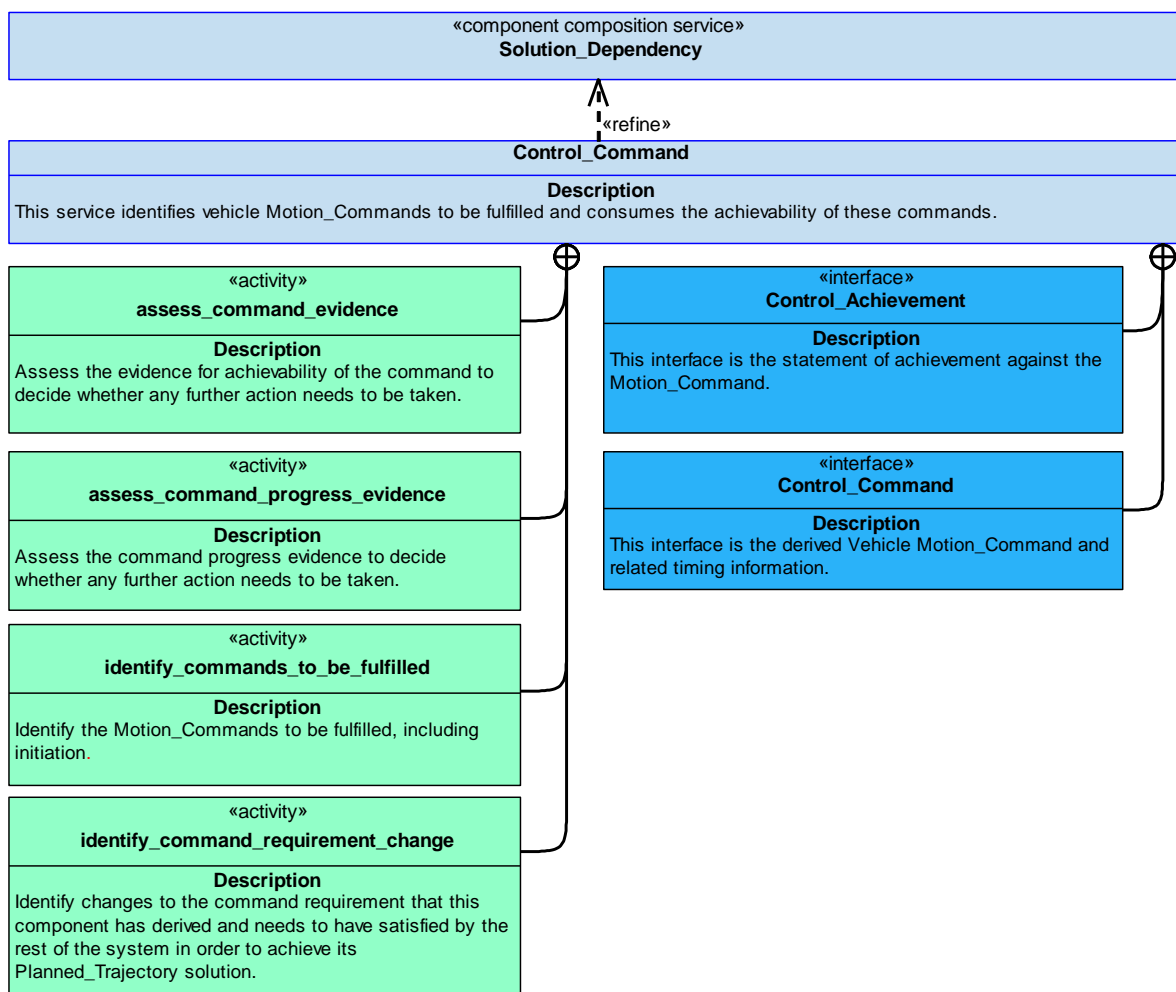 «component composition service»
Solution_Dependency
«refine»
Control_Command
Description
This service identifies vehicle Motion_Commands to be fulfilled and consumes the achievability of these commands.
«activity»
assess_command_evidence
Description
Assess the evidence for achievability of the command to
decide whether any further action needs to be taken.
«activity»
assess_command_progress_evidence
Description
Assess the command progress evidence to decide
whether any further action needs to be taken.
«activity»
identify_commands_to_be_fulfilled
Description
Identify the Motion_Commands to be fulfilled, including
initiation.
«activity»
identify_command_requirement_change
Description
Identify changes to the command requirement that this
component has derived and needs to have satisfied by the
rest of the system in order to achieve its
Planned_Trajectory solution.
«interface»
Control_Achievement
Description
This interface is the statement of achievement against the
Motion_Command.
«interface»
Control_Command
Description
This interface is the derived Vehicle Motion_Command and
related timing information.